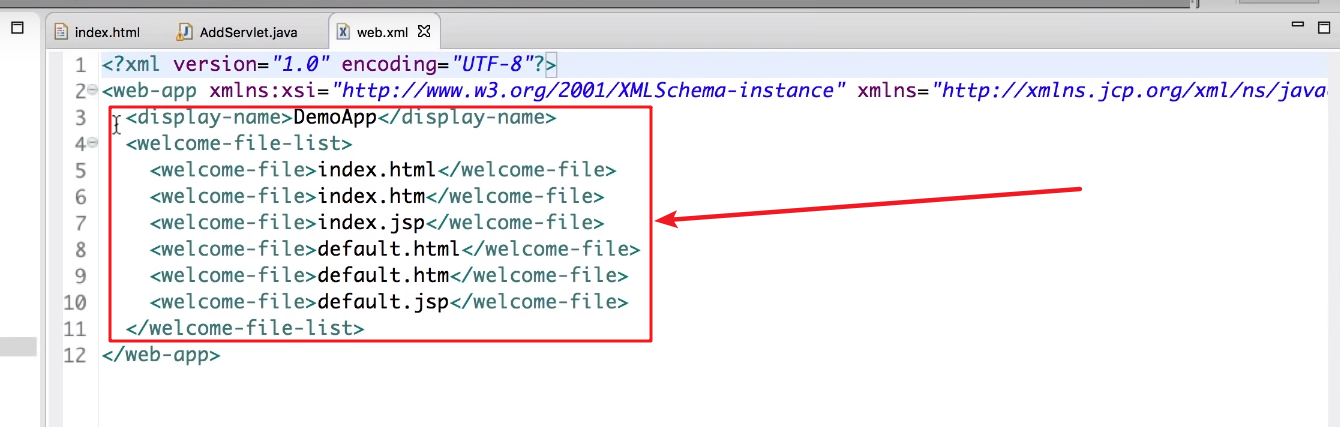 index.html AddServlet.java web.xml
1 <?xml version="1.0" encoding="UTF-8"?>
2 <web-app xmlns:xsi="http://www.w3.org/2001/XMLSchema-instance" xmlns="http://xmlns.jcp.org/xml/ns/java
3 <display-name>DemoApp</display-name>
4 <welcome-file-list>
5 <welcome-file>index.html</welcome-file>
6 <welcome-file>index.htm</welcome-file>
7 <welcome-file>index.jsp</welcome-file>
8 <welcome-file>default.html</welcome-file>
9 <welcome-file>default.htm</welcome-file>
10 <welcome-file>default.jsp</welcome-file>
11 </welcome-file-list>
12 </web-app>